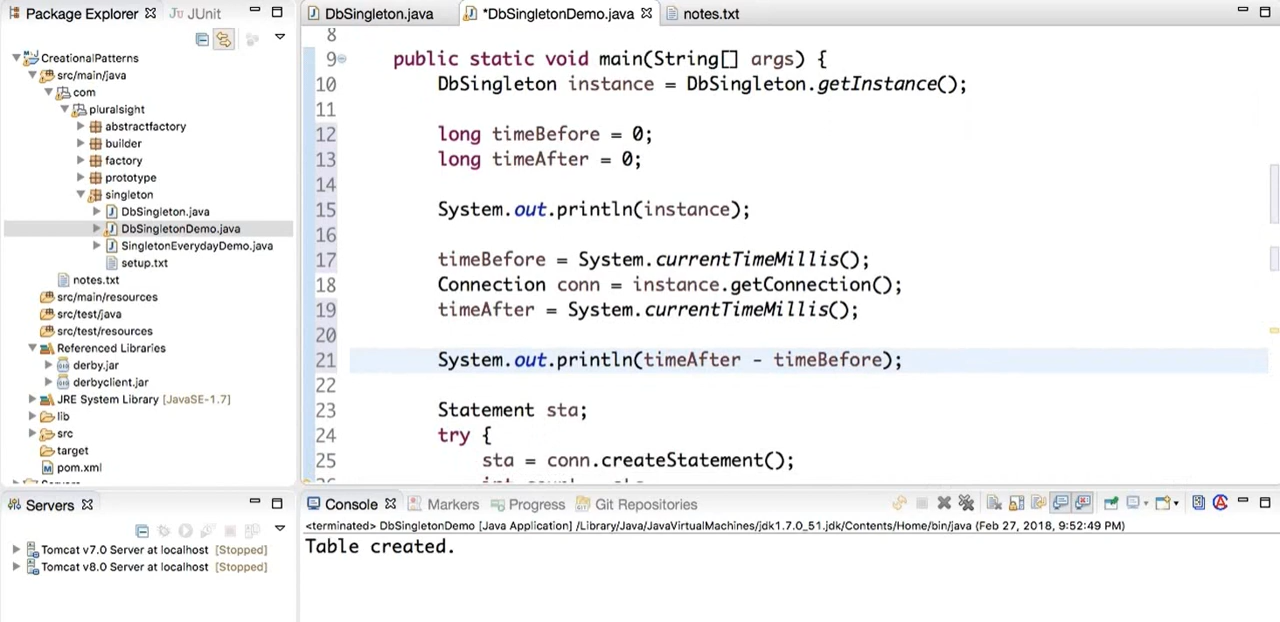 Package Explorer
JUnit
CreationalPatterns
src/main/java
com
pluralsight
abstractfactory
builder
factory
prototype
singleton
DbSingleton.java
DbSingletonDemo.java
SingletonEverydayDemo.java
setup.txt
notes.txt
src/main/resources
src/test/java
src/test/resources
Referenced Libraries
derby.jar
derbyclient.jar
JRE System Library [JavaSE-1.7]
lib
src
target
pom.xml
Servers
Tomcat v7.0 Server at localhost [Stopped]
Tomcat v8.0 Server at localhost [Stopped]
DbSingleton.java
*DbSingletonDemo.java
notes.txt
8
9 public static void main(String[] args) {
10 DbSingleton instance = DbSingleton.getInstance();
11
12 long timeBefore = 0;
13 long timeAfter = 0;
14
15 System.out.println(instance);
16
17 timeBefore = System.currentTimeMillis();
18 Connection conn = instance.getConnection();
19 timeAfter = System.currentTimeMillis();
20
21 System.out.println(timeAfter - timeBefore);
22
23 Statement sta;
24 try {
25 sta = conn.createStatement();
Console
Markers
Progress
Git Repositories
<terminated> DbSingletonDemo [Java Application] /Library/Java/JavaVirtualMachines/jdk1.7.0_51.jdk/Contents/Home/bin/java (Feb 27, 2018, 9:52:49 PM)
Table created.